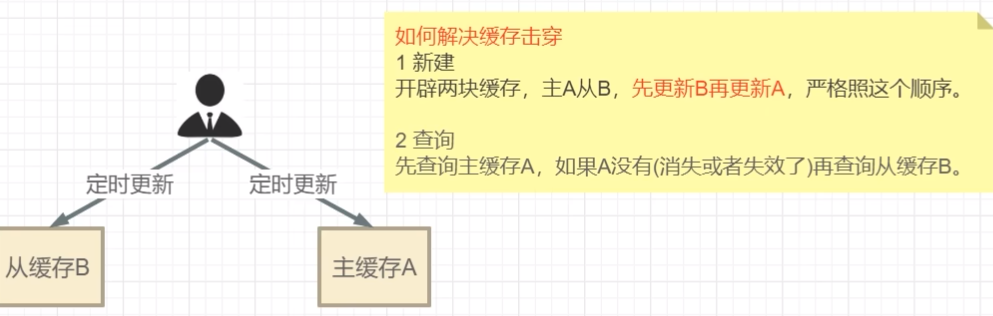 如何解决缓存击穿
1 新建
开辟两块缓存，主A从B，先更新B再更新A，严格照这个顺序。
2 查询
先查询主缓存A，如果A没有(消失或者失效了)再查询从缓存B。
定时更新
定时更新
从缓存B
主缓存A